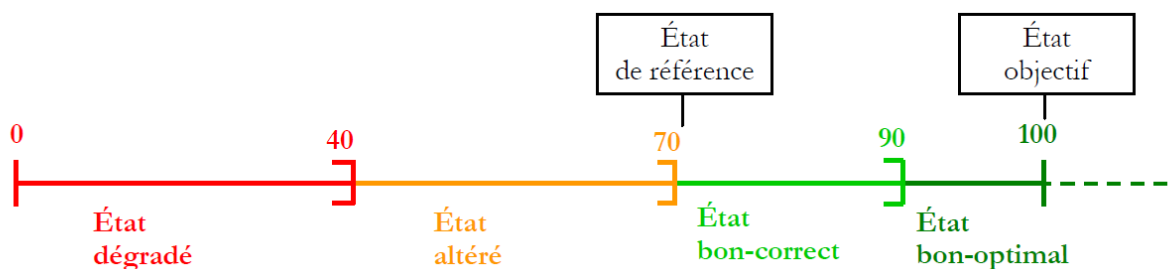 État
de référence
État
objectif
0
40
70
90
100
État
dégradé
État
altéré
État
bon-correct
État
bon-optimal